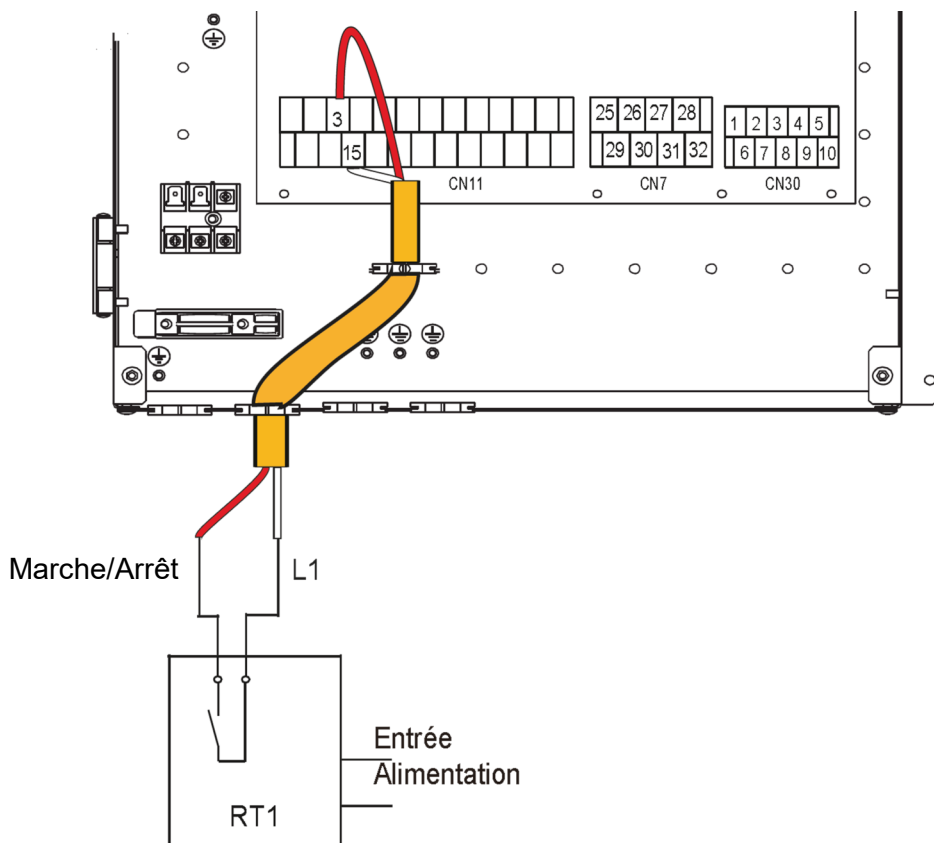 3
15
CN11
25 26 27 28
29 30 31 32
CN7
1 2 3 4 5
6 7 8 9 10
CN30
Marche/Arrêt
L1
Entrée
Alimentation
RT1